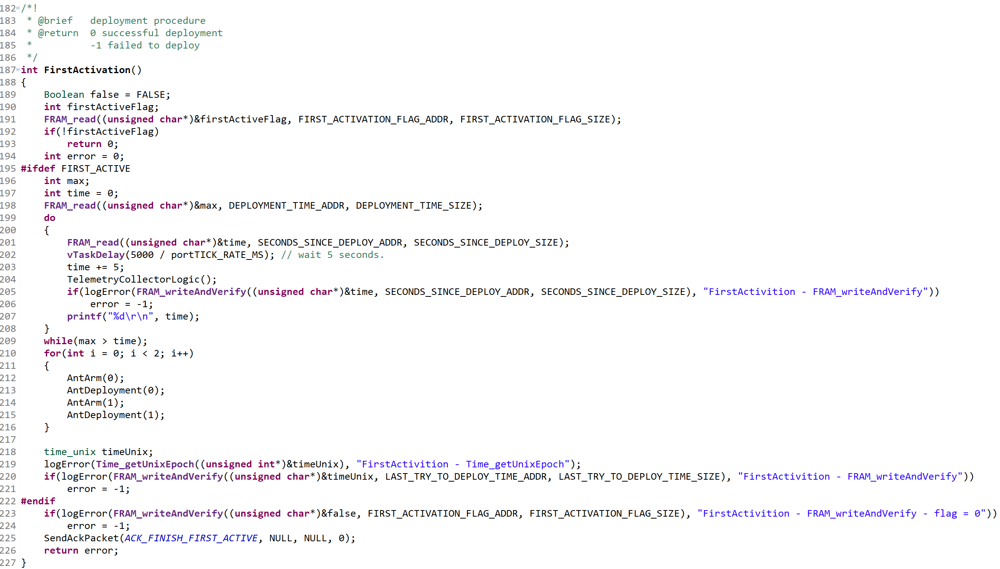 182 /*!
183  * @brief   deployment procedure
184  * @return  0 successful deployment
185  *          -1 failed to deploy
186  */
187 int FirstActivation()
188 {
189     Boolean false = FALSE;
190     int firstActiveFlag;
191     FRAM_read((unsigned char*)&firstActiveFlag, FIRST_ACTIVATION_FLAG_ADDR, FIRST_ACTIVATION_FLAG_SIZE);
192     if(!firstActiveFlag)
193         return 0;
194     int error = 0;
195 #ifdef FIRST_ACTIVE
196     int max;
197     int time = 0;
198     FRAM_read((unsigned char*)&max, DEPLOYMENT_TIME_ADDR, DEPLOYMENT_TIME_SIZE);
199     do
200     {
201         FRAM_read((unsigned char*)&time, SECONDS_SINCE_DEPLOY_ADDR, SECONDS_SINCE_DEPLOY_SIZE);
202         vTaskDelay(5000 / portTICK_RATE_MS); // wait 5 seconds.
203         time += 5;
204         TelemetryCollectorLogic();
205         if(logError(FRAM_writeAndVerify((unsigned char*)&time, SECONDS_SINCE_DEPLOY_ADDR, SECONDS_SINCE_DEPLOY_SIZE), "FirstActivition - FRAM_writeAndVerify"))
206             error = -1;
207         printf("%d\r\n", time);
208     }
209     while(max > time);
210     for(int i = 0; i < 2; i++)
211     {
212         AntArm(0);
213         AntDeployment(0);
214         AntArm(1);
215         AntDeployment(1);
216     }
217
218     time_unix timeUnix;
219     logError(Time_getUnixEpoch((unsigned int*)&timeUnix), "FirstActivition - Time_getUnixEpoch");
220     if(logError(FRAM_writeAndVerify((unsigned char*)&timeUnix, LAST_TRY_TO_DEPLOY_TIME_ADDR, LAST_TRY_TO_DEPLOY_TIME_SIZE), "FirstActivition - FRAM_writeAndVerify"))
221         error = -1;
222 #endif
223     if(logError(FRAM_writeAndVerify((unsigned char*)&false, FIRST_ACTIVATION_FLAG_ADDR, FIRST_ACTIVATION_FLAG_SIZE), "FirstActivition - FRAM_writeAndVerify - flag = 0"))
224         error = -1;
225     SendAckPacket(ACK_FINISH_FIRST_ACTIVE, NULL, NULL, 0);
226     return error;
227 }